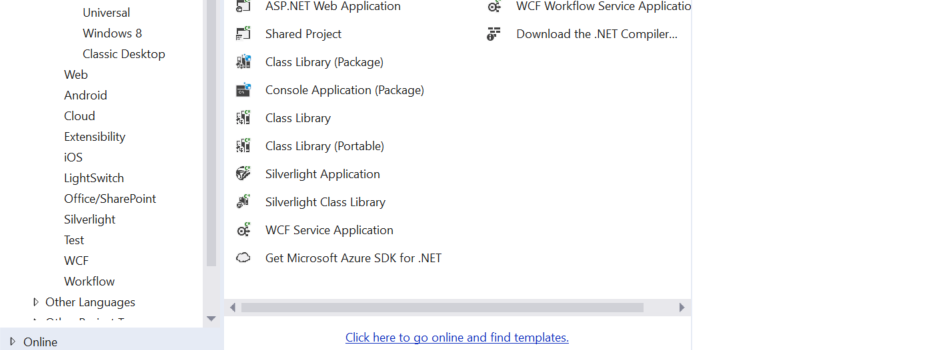 Universal
Windows 8
Classic Desktop
Web
Android
Cloud
Extensibility
iOS
LightSwitch
Office/SharePoint
Silverlight
Test
WCF
Workflow
Other Languages
Other Project
Online
ASP.NET Web Application
Shared Project
Class Library (Package)
Console Application (Package)
Class Library
Class Library (Portable)
Silverlight Application
Silverlight Class Library
WCF Service Application
Get Microsoft Azure SDK for .NET
WCF Workflow Service Applicatio
Download the .NET Compiler...
Click here to go online and find templates.